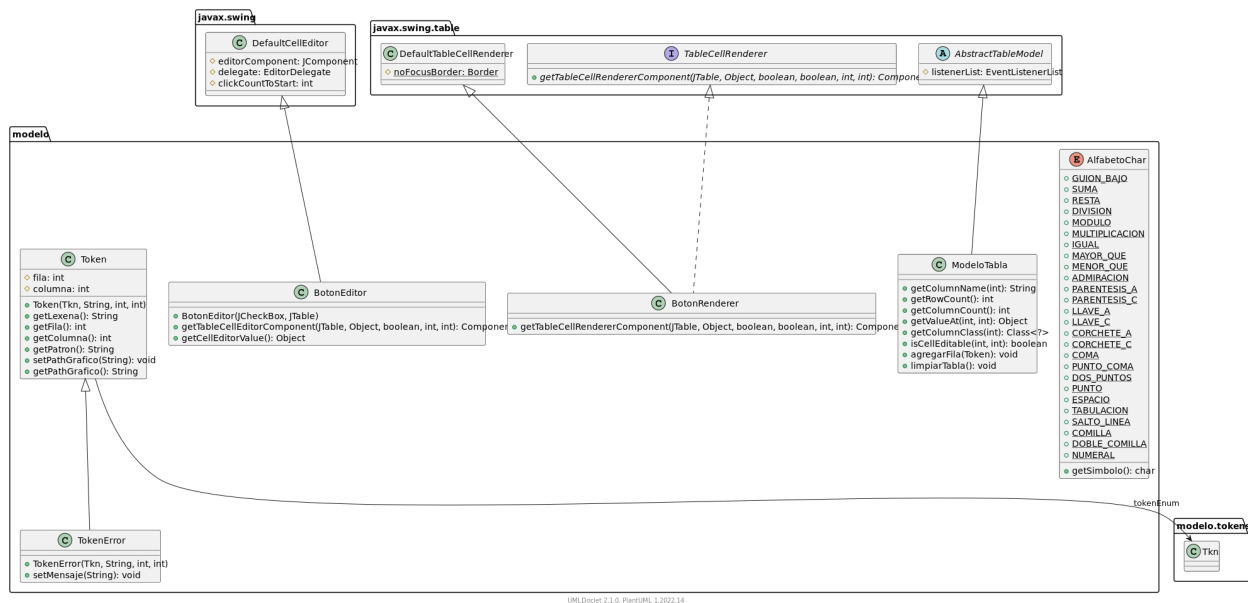 javax.swing
C DefaultCellEditor
editorComponent: JComponent
delegate: EditorDelegate
clickCountToStart: int
javax.swing.table
C DefaultTableCellRenderer
noFocusBorder: Border
I TableCellRenderer
getTableCellRendererComponent(JTable, Object, boolean, boolean, int, int): Compone
A AbstractTableModel
listenerList: EventListenerList
modelo
C Token
fila: int
columna: int
Token(Tkn, String, int, int)
getLexena(): String
getFila(): int
getColumna(): int
getPatron(): String
setPathGrafico(String): void
getPathGrafico(): String
C BotonEditor
BotonEditor(JCheckBox, JTable)
getTableCellEditorComponent(JTable, Object, boolean, int, int): Componen
getCellEditorValue(): Object
C BotonRenderer
getTableCellRendererComponent(JTable, Object, boolean, boolean, int, int): Compone
C ModeloTabla
getColumnName(int): String
getRowCount(): int
getColumnCount(): int
getValueAt(int, int): Object
getColumnClass(int): Class<?>
isCellEditable(int, int): boolean
agregarFila(Token): void
limpiarTabla(): void
E AlfabetoChar
GUION_BAJO
SUMA
RESTA
DIVISION
MODULO
MULTIPLICACION
IGUAL
MAYOR_QUE
MENOR_QUE
ADMIRACION
PARENTESIS_A
PARENTESIS_C
LLAVE_A
LLAVE_C
CORCHETE_A
CORCHETE_C
COMA
PUNTO_COMA
DOS_PUNTOS
PUNTO
ESPACIO
TABULACION
SALTO_LINEA
COMILLA
DOBLE_COMILLA
NUMERAL
getSimbolo(): char
C TokenError
TokenError(Tkn, String, int, int)
setMensaje(String): void
tokenEnum
modelo.tokens
C Tkn
UMLDoclet 2.1.0, PlantUML 1.2022.14